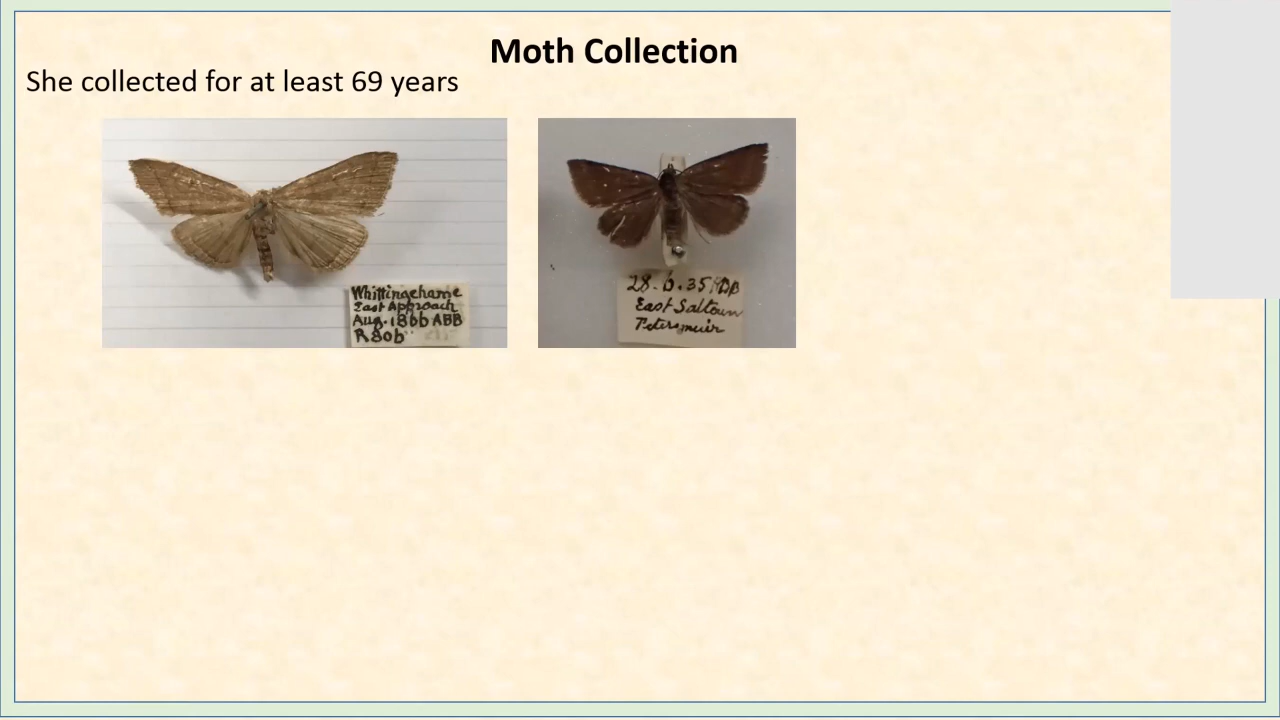 Moth Collection
She collected for at least 69 years
Whittingehame
East Approach
Aug. 1866 ABB
R80b
28.6.35
East Saltoun
Petersmuir